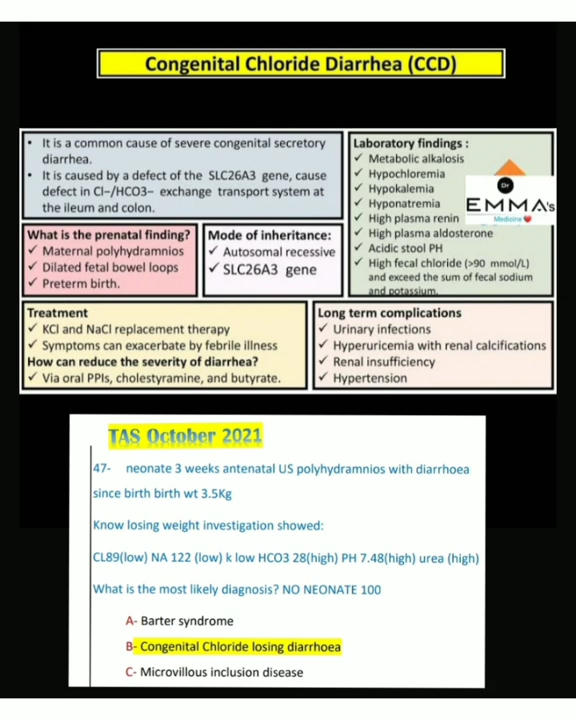 Congenital Chloride Diarrhea (CCD)
• It is a common cause of severe congenital secretory
diarrhea.
• It is caused by a defect of the SLC26A3 gene, cause
defect in Cl−/HCO3− exchange transport system at
the ileum and colon.
What is the prenatal finding?
✓ Maternal polyhydramnios
✓ Dilated fetal bowel loops
✓ Preterm birth.
Mode of inheritance:
✓ Autosomal recessive
✓ SLC26A3 gene
Laboratory findings :
✓ Metabolic alkalosis
✓ Hypochloremia
✓ Hypokalemia
✓ Hyponatremia
✓ High plasma renin
✓ High plasma aldosterone
✓ Acidic stool PH
✓ High fecal chloride (>90 mmol/L)
and exceed the sum of fecal sodium
and potassium.
Dr
EMMA's
Medicine
Treatment
✓ KCl and NaCl replacement therapy
✓ Symptoms can exacerbate by febrile illness
How can reduce the severity of diarrhea?
✓ Via oral PPIs, cholestyramine, and butyrate.
Long term complications
✓ Urinary infections
✓ Hyperuricemia with renal calcifications
✓ Renal insufficiency
✓ Hypertension
TAS October 2021
47- neonate 3 weeks antenatal US polyhydramnios with diarrhoea
since birth birth wt 3.5Kg
Know losing weight investigation showed:
CL89(low) NA 122 (low) k low HCO3 28(high) PH 7.48(high) urea (high)
What is the most likely diagnosis? NO NEONATE 100
A- Barter syndrome
B- Congenital Chloride losing diarrhoea
C- Microvillous inclusion disease